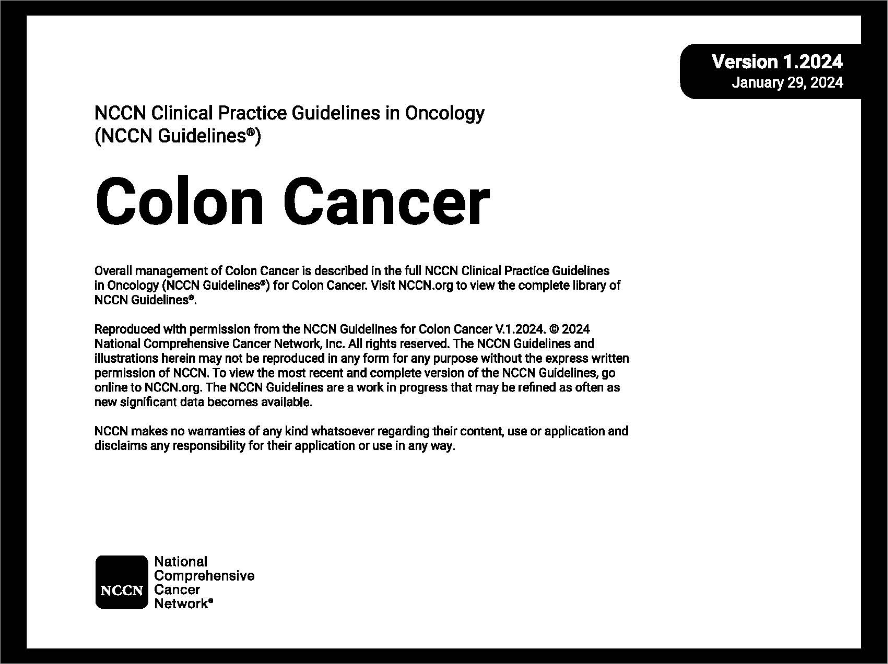 Version 1.2024
January 29, 2024
NCCN Clinical Practice Guidelines in Oncology
(NCCN Guidelines®)
Colon Cancer
Overall management of Colon Cancer is described in the full NCCN Clinical Practice Guidelines
in Oncology (NCCN Guidelines®) for Colon Cancer. Visit NCCN.org to view the complete library of
NCCN Guidelines®.
Reproduced with permission from the NCCN Guidelines for Colon Cancer V.1.2024. © 2024
National Comprehensive Cancer Network, Inc. All rights reserved. The NCCN Guidelines and
illustrations herein may not be reproduced in any form for any purpose without the express written
permission of NCCN. To view the most recent and complete version of the NCCN Guidelines, go
online to NCCN.org. The NCCN Guidelines are a work in progress that may be refined as often as
new significant data becomes available.
NCCN makes no warranties of any kind whatsoever regarding their content, use or application and
disclaims any responsibility for their application or use in any way.
NCCN
National
Comprehensive
Cancer
Network®